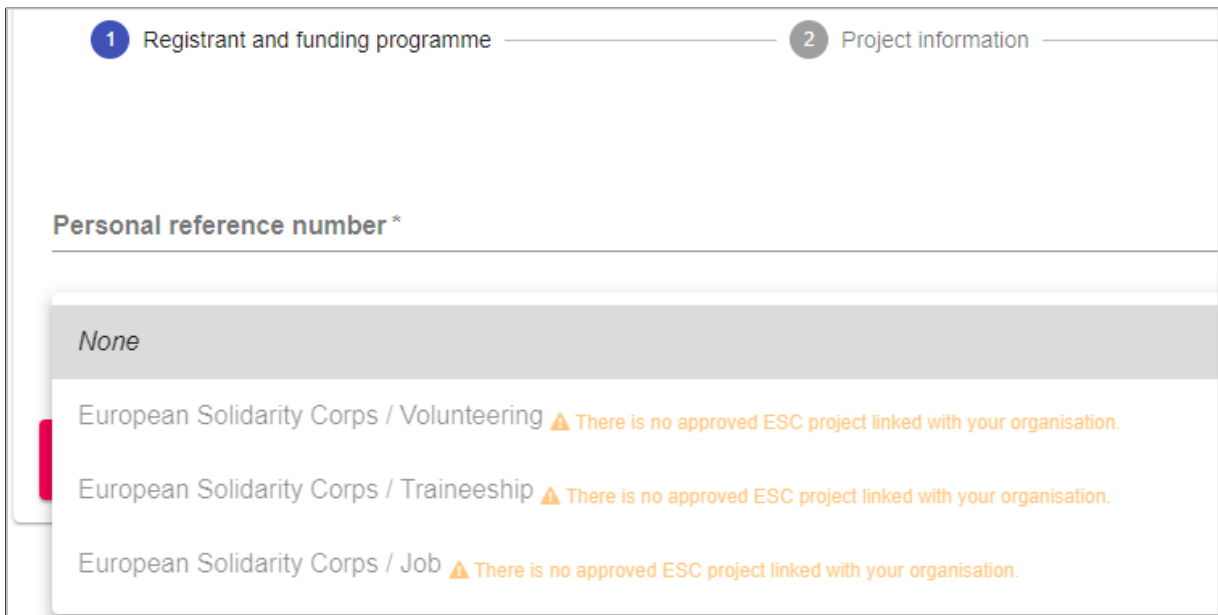 1 Registrant and funding programme 2 Project information
Personal reference number *
None
European Solidarity Corps / Volunteering There is no approved ESC project linked with your organisation.
European Solidarity Corps / Traineeship There is no approved ESC project linked with your organisation.
European Solidarity Corps / Job There is no approved ESC project linked with your organisation.